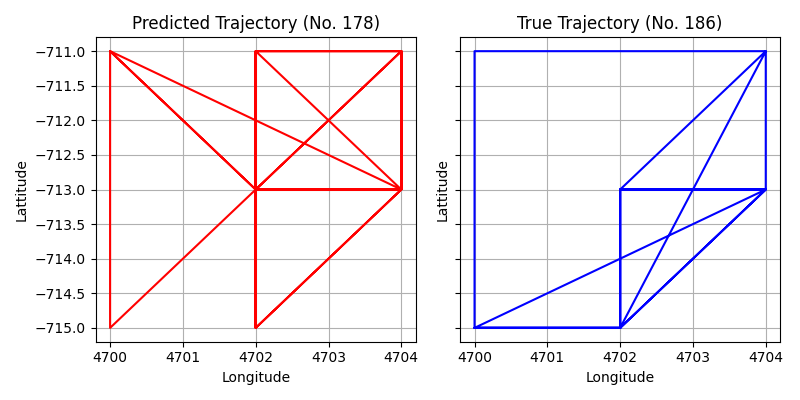 Predicted Trajectory (No. 178)
True Trajectory (No. 186)
−711.0
−711.5
−712.0
−712.5
−713.0
−713.5
−714.0
−714.5
−715.0
Lattitude
Lattitude
4700 4701 4702 4703 4704
4700 4701 4702 4703 4704
Longitude
Longitude